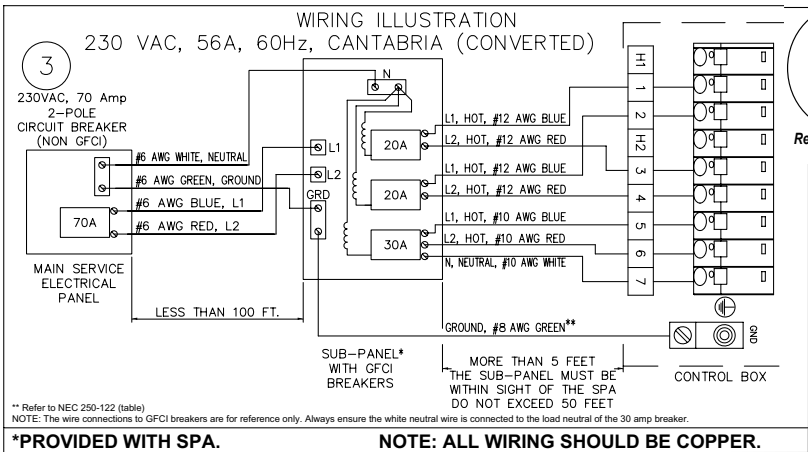 WIRING ILLUSTRATION
230 VAC, 56A, 60Hz, CANTABRIA (CONVERTED)
3
230VAC, 70 Amp
2-POLE
CIRCUIT BREAKER
(NON GFCI)
#6 AWG WHITE, NEUTRAL
#6 AWG GREEN, GROUND
#6 AWG BLUE, L1
#6 AWG RED, L2
70A
MAIN SERVICE
ELECTRICAL
PANEL
LESS THAN 100 FT.
N
L1
L2
GRD
20A
20A
30A
SUB-PANEL*
WITH GFCI
BREAKERS
L1, HOT, #12 AWG BLUE
L2, HOT, #12 AWG RED
L1, HOT, #12 AWG BLUE
L2, HOT, #12 AWG RED
L1, HOT, #10 AWG BLUE
L2, HOT, #10 AWG RED
N, NEUTRAL, #10 AWG WHITE
GROUND, #8 AWG GREEN**
MORE THAN 5 FEET
THE SUB-PANEL MUST BE
WITHIN SIGHT OF THE SPA
DO NOT EXCEED 50 FEET
H1
1
2
H2
3
4
5
6
7
GND
CONTROL BOX
Re
** Refer to NEC 250-122 (table)
NOTE: The wire connections to GFCI breakers are for reference only. Always ensure the white neutral wire is connected to the load neutral of the 30 amp breaker.
*PROVIDED WITH SPA. NOTE: ALL WIRING SHOULD BE COPPER.